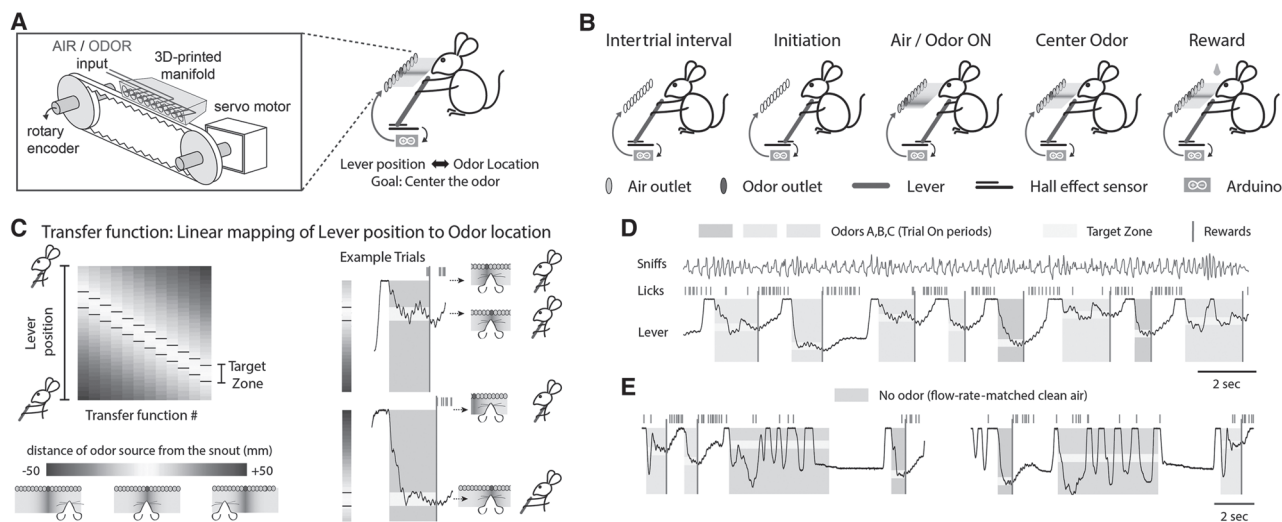 A
AIR / ODOR
input
3D-printed
manifold
servo motor
rotary
encoder
Lever position ⬌ Odor Location
Goal: Center the odor
B
Intertrial interval
Initiation
Air / Odor ON
Center Odor
Reward
Air outlet
Odor outlet
Lever
Hall effect sensor
Arduino
C
Transfer function: Linear mapping of Lever position to Odor location
Lever
position
Target
Zone
Transfer function #
distance of odor source from the snout (mm)
-50
+50
Example Trials
D
Odors A,B,C (Trial On periods)
Target Zone
Rewards
Sniffs
Licks
Lever
2 sec
E
No odor (flow-rate-matched clean air)
2 sec